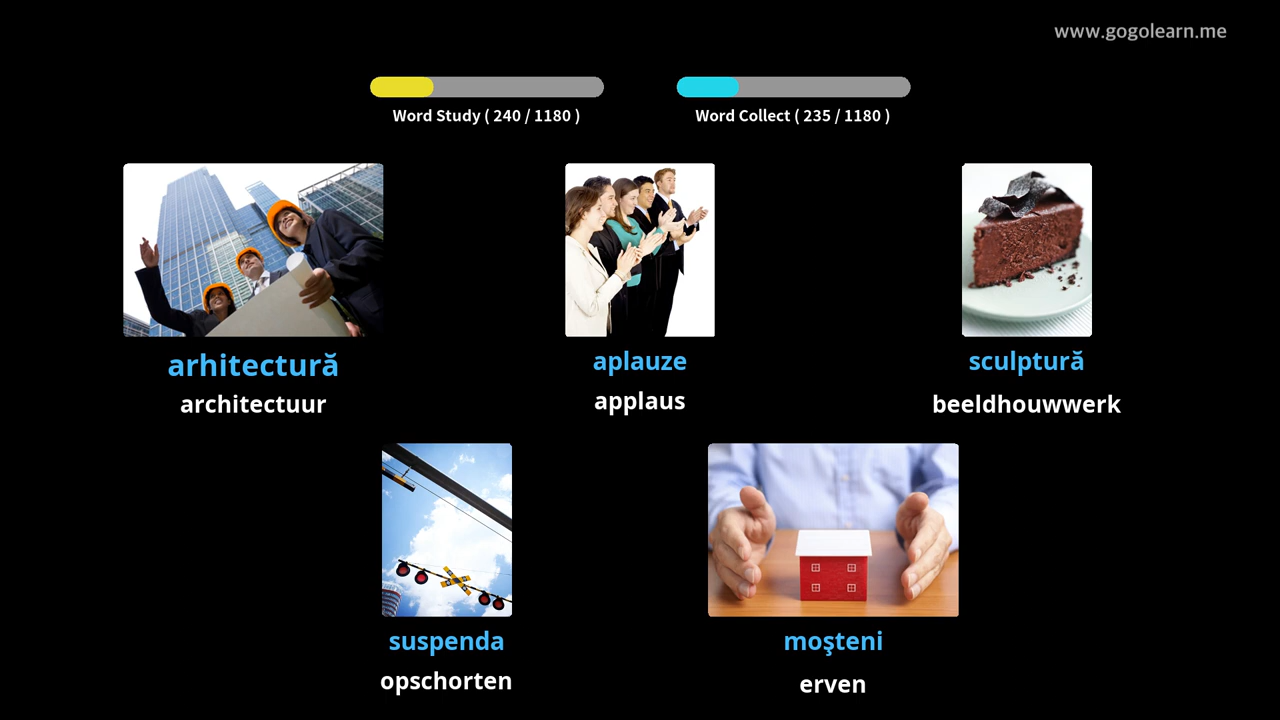 www.gogolearn.me
Word Study ( 240 / 1180 )
Word Collect ( 235 / 1180 )
arhitectură
architectuur
aplauze
applaus
sculptură
beeldhouwwerk
suspenda
opschorten
moşteni
erven